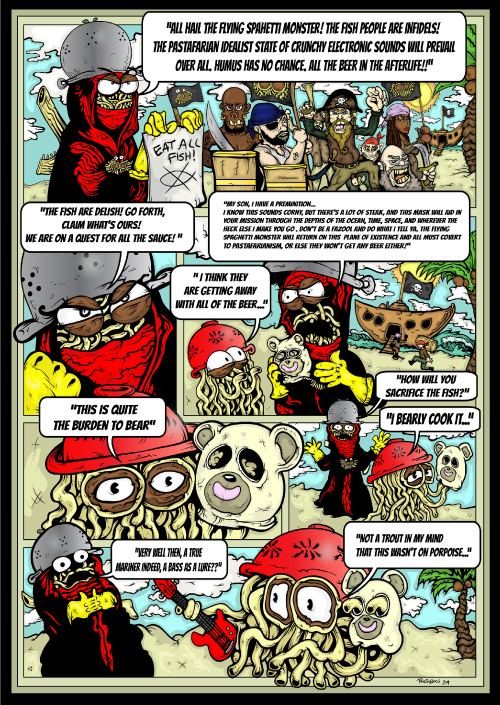 "ALL HAIL THE FLYING SPAHETTI MONSTER! THE FISH PEOPLE ARE INFIDELS!
THE PASTAFARIAN IDEALIST STATE OF CRUNCHY ELECTRONIC SOUNDS WILL PREVAIL
OVER ALL. HUMUS HAS NO CHANCE. ALL THE BEER IN THE AFTERLIFE!!"
EAT ALL
FISH!
"THE FISH ARE DELISH! GO FORTH,
CLAIM WHAT'S OURS!
WE ARE ON A QUEST FOR ALL THE SAUCE! "
"MY SON, I HAVE A PREMINUTION...
I KNOW THIS SOUNDS CORNY, BUT THERE'S A LOT OF STEAK, AND THIS MASK WILL AID IN
YOUR MISSION THROUGH THE DEPTHS OF THE OCEAN, TIME, SPACE, AND WHEREVER THE
HECK ELSE I MAKE YOU GO . DON'T BE A FAZOOL AND DO WHAT I TELL YA. THE FLYING
SPAGHETTI MONSTER WILL RETURN ON THIS PLANE OF EXISTENCE AND ALL MUST COVERT
TO PASTAFARIANISM, OR ELSE THEY WON'T GET ANY BEER EITHER!"
" I THINK THEY
ARE GETTING AWAY
WITH ALL OF THE BEER..."
"THIS IS QUITE
THE BURDEN TO BEAR"
"HOW WILL YOU
SACRIFICE THE FISH?"
"I BEARLY COOK IT..."
"VERY WELL THEN, A TRUE
MARINER INDEED, A BASS AS A LURE??"
"NOT A TROUT IN MY MIND
THAT THIS WASN'T ON PORPOISE..."